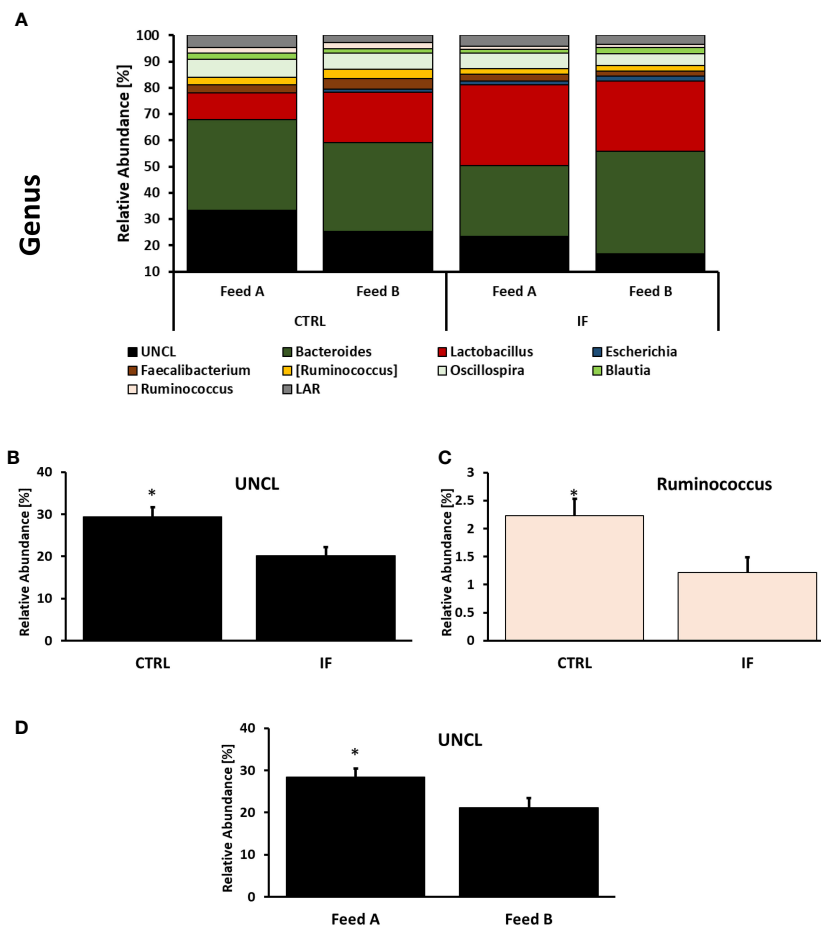 A
Genus
Relative Abundance [%]
100
90
80
70
60
50
40
30
20
10
Feed A Feed B Feed A Feed B
CTRL IF
UNCL Bacteroides Lactobacillus Escherichia
Faecalibacterium [Ruminococcus] Oscillospira Blautia
Ruminococcus LAR
B
UNCL
Relative Abundance [%]
40
30
20
10
0
*
CTRL IF
C
Ruminococcus
Relative Abundance [%]
3
2.5
2
1.5
1
0.5
0
*
CTRL IF
D
UNCL
Relative Abundance [%]
40
30
20
10
0
*
Feed A Feed B